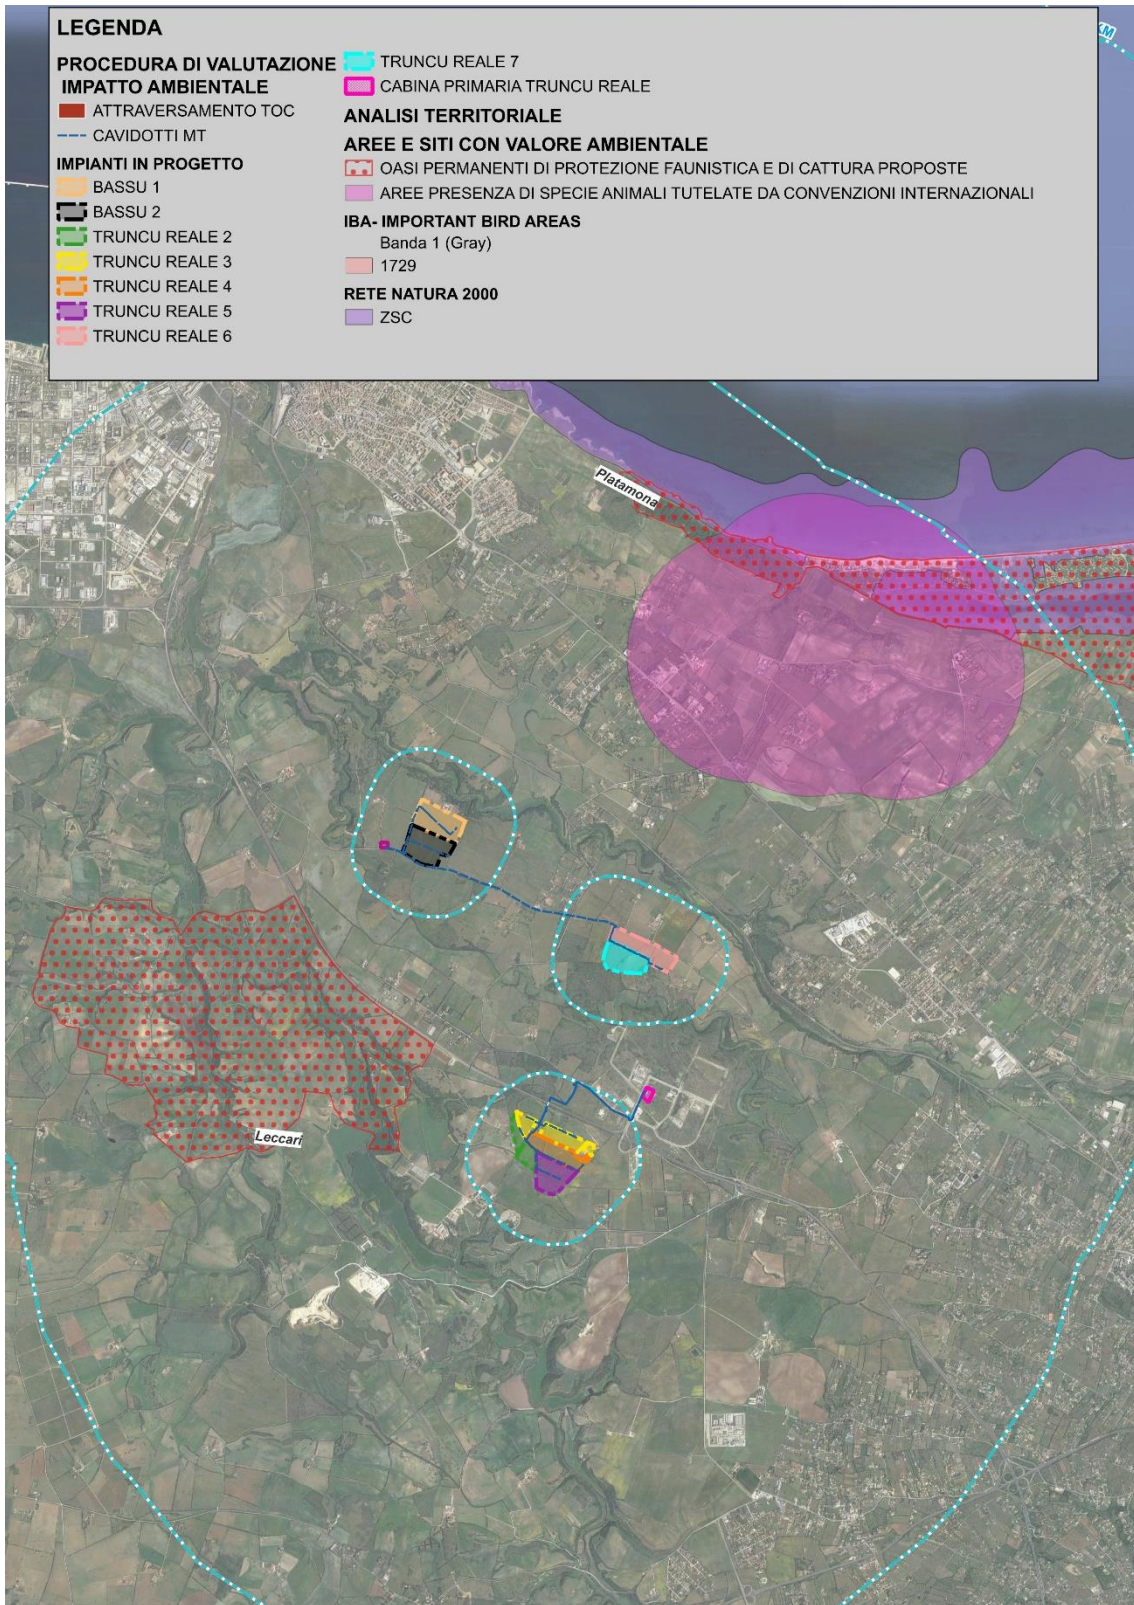 LEGENDA
PROCEDURA DI VALUTAZIONE
IMPATTO AMBIENTALE
ATTRAVERSAMENTO TOC
CAVIDOTTI MT
IMPIANTI IN PROGETTO
BASSU 1
BASSU 2
TRUNCU REALE 2
TRUNCU REALE 3
TRUNCU REALE 4
TRUNCU REALE 5
TRUNCU REALE 6
TRUNCU REALE 7
CABINA PRIMARIA TRUNCU REALE
ANALISI TERRITORIALE
AREE E SITI CON VALORE AMBIENTALE
OASI PERMANENTI DI PROTEZIONE FAUNISTICA E DI CATTURA PROPOSTE
AREE PRESENZA DI SPECIE ANIMALI TUTELATE DA CONVENZIONI INTERNAZIONALI
IBA- IMPORTANT BIRD AREAS
Banda 1 (Gray)
1729
RETE NATURA 2000
ZSC
KM
Platamona
Leccari